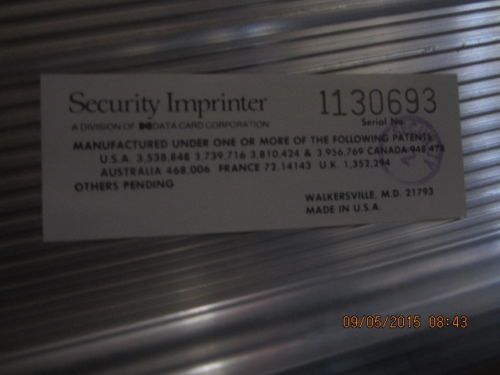 Security Imprinter
1130693
Serial No.
A DIVISION OF DATA CARD CORPORATION
MANUFACTURED UNDER ONE OR MORE OF THE FOLLOWING PATENTS
U.S.A. 3,538,848 3,739,716 3,810,424 & 3,956,769 CANADA 948,478
AUSTRALIA 468,006 FRANCE 72.14143 U.K. 1,352,294
OTHERS PENDING
WALKERSVILLE, M.D. 21793
MADE IN U.S.A.
09/05/2015 08:43